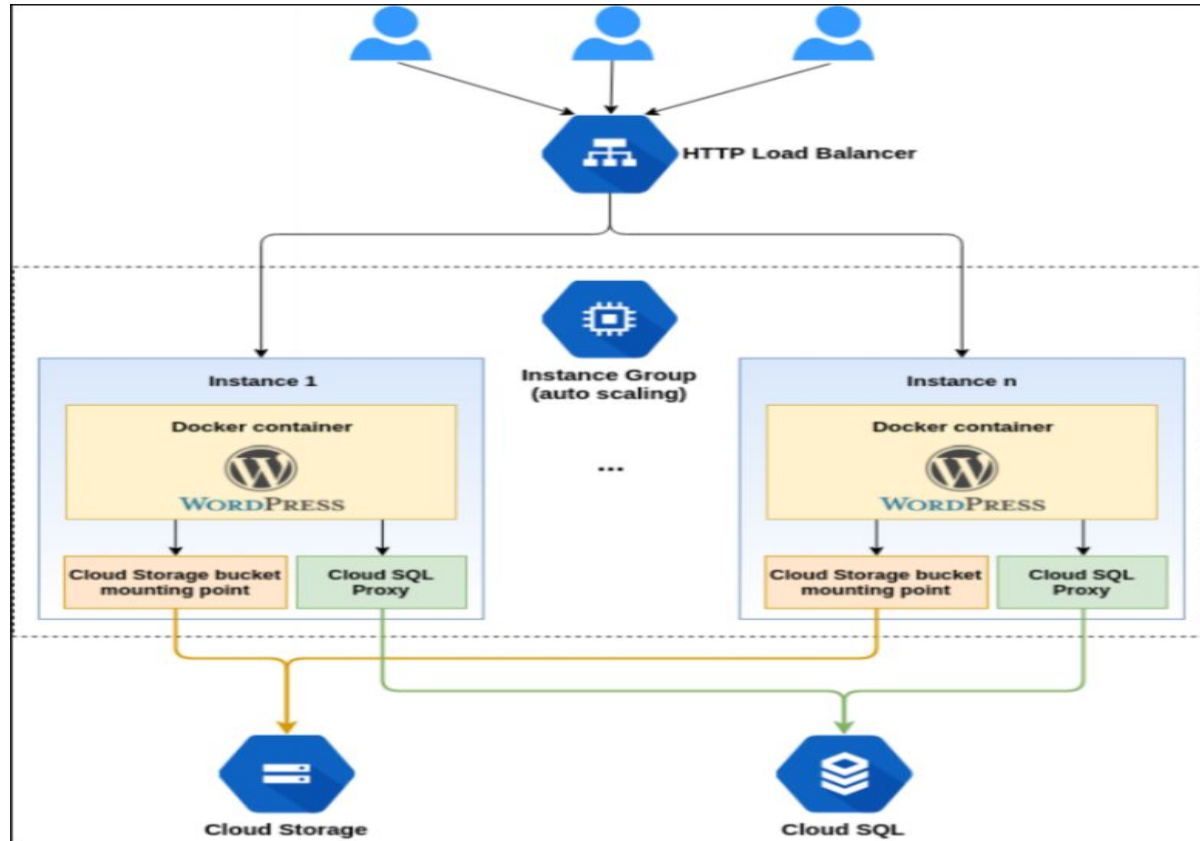 HTTP Load Balancer
Instance Group
(auto scaling)
Instance 1
Docker container
W
WORDPRESS
Cloud Storage bucket
mounting point
Cloud SQL
Proxy
...
Instance n
Docker container
W
WORDPRESS
Cloud Storage bucket
mounting point
Cloud SQL
Proxy
Cloud Storage
Cloud SQL